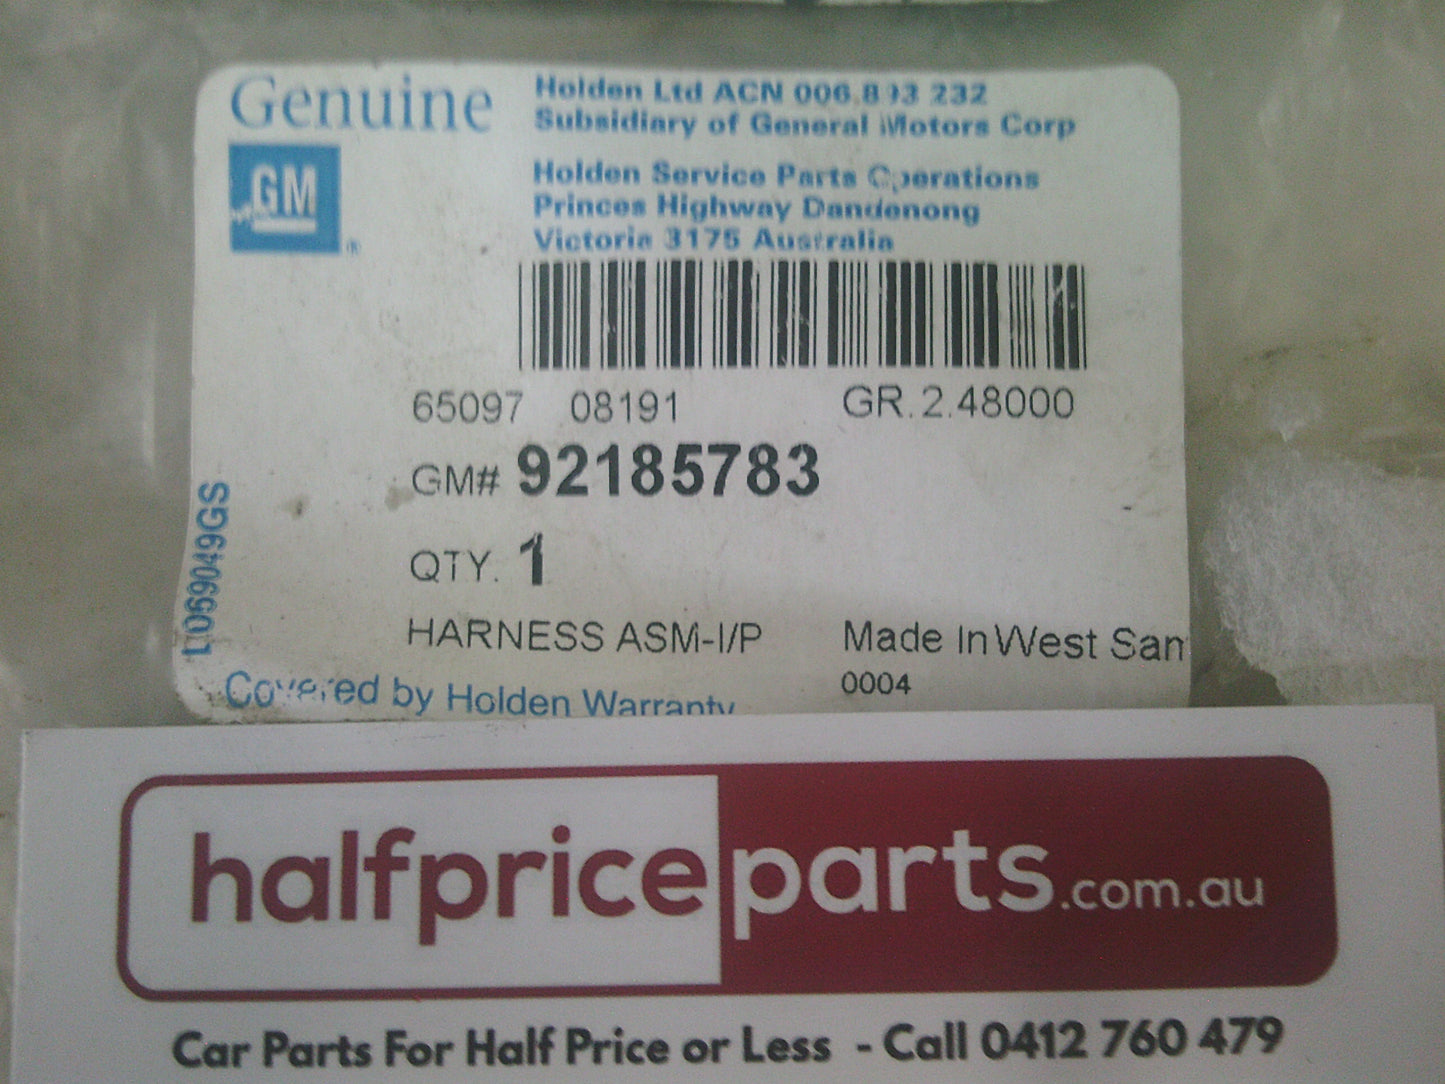 Genuine
GM
®
Holden Ltd ACN 006 893 232
Subsidiary of General Motors Corp
Holden Service Parts Operations
Princes Highway Dandenong
Victoria 3175 Australia
65097 08191 GR.2.48000
GM# 92185783
QTY. 1
HARNESS ASM-I/P Made In West Sam
0004
L069049GS
Covered by Holden Warranty
halfpriceparts.com.au
Car Parts For Half Price or Less - Call 0412 760 479